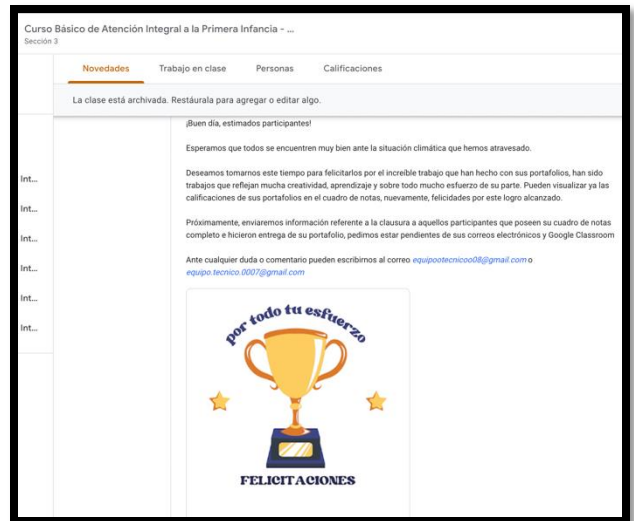 Curso Básico de Atención Integral a la Primera Infancia - ...
Sección 3
Novedades Trabajo en clase Personas Calificaciones
La clase está archivada. Restáurala para agregar o editar algo.
¡Buen día, estimados participantes!
Esperamos que todos se encuentren muy bien ante la situación climática que hemos atravesado.
Deseamos tomarnos este tiempo para felicitarlos por el increíble trabajo que han hecho con sus portafolios, han sido
trabajos que reflejan mucha creatividad, aprendizaje y sobre todo mucho esfuerzo de su parte. Pueden visualizar ya las
calificaciones de sus portafolios en el cuadro de notas, nuevamente, felicidades por este logro alcanzado.
Próximamente, enviaremos información referente a la clausura a aquellos participantes que poseen su cuadro de notas
completo e hicieron entrega de su portafolio, pedimos estar pendientes de sus correos electrónicos y Google Classroom
Ante cualquier duda o comentario pueden escribirnos al correo equipootecnicoo08@gmail.com o
equipo.tecnico.0007@gmail.com
Int...
Int...
Int...
Int...
Int...
Int...
por todo tu esfuerzo
FELICITACIONES